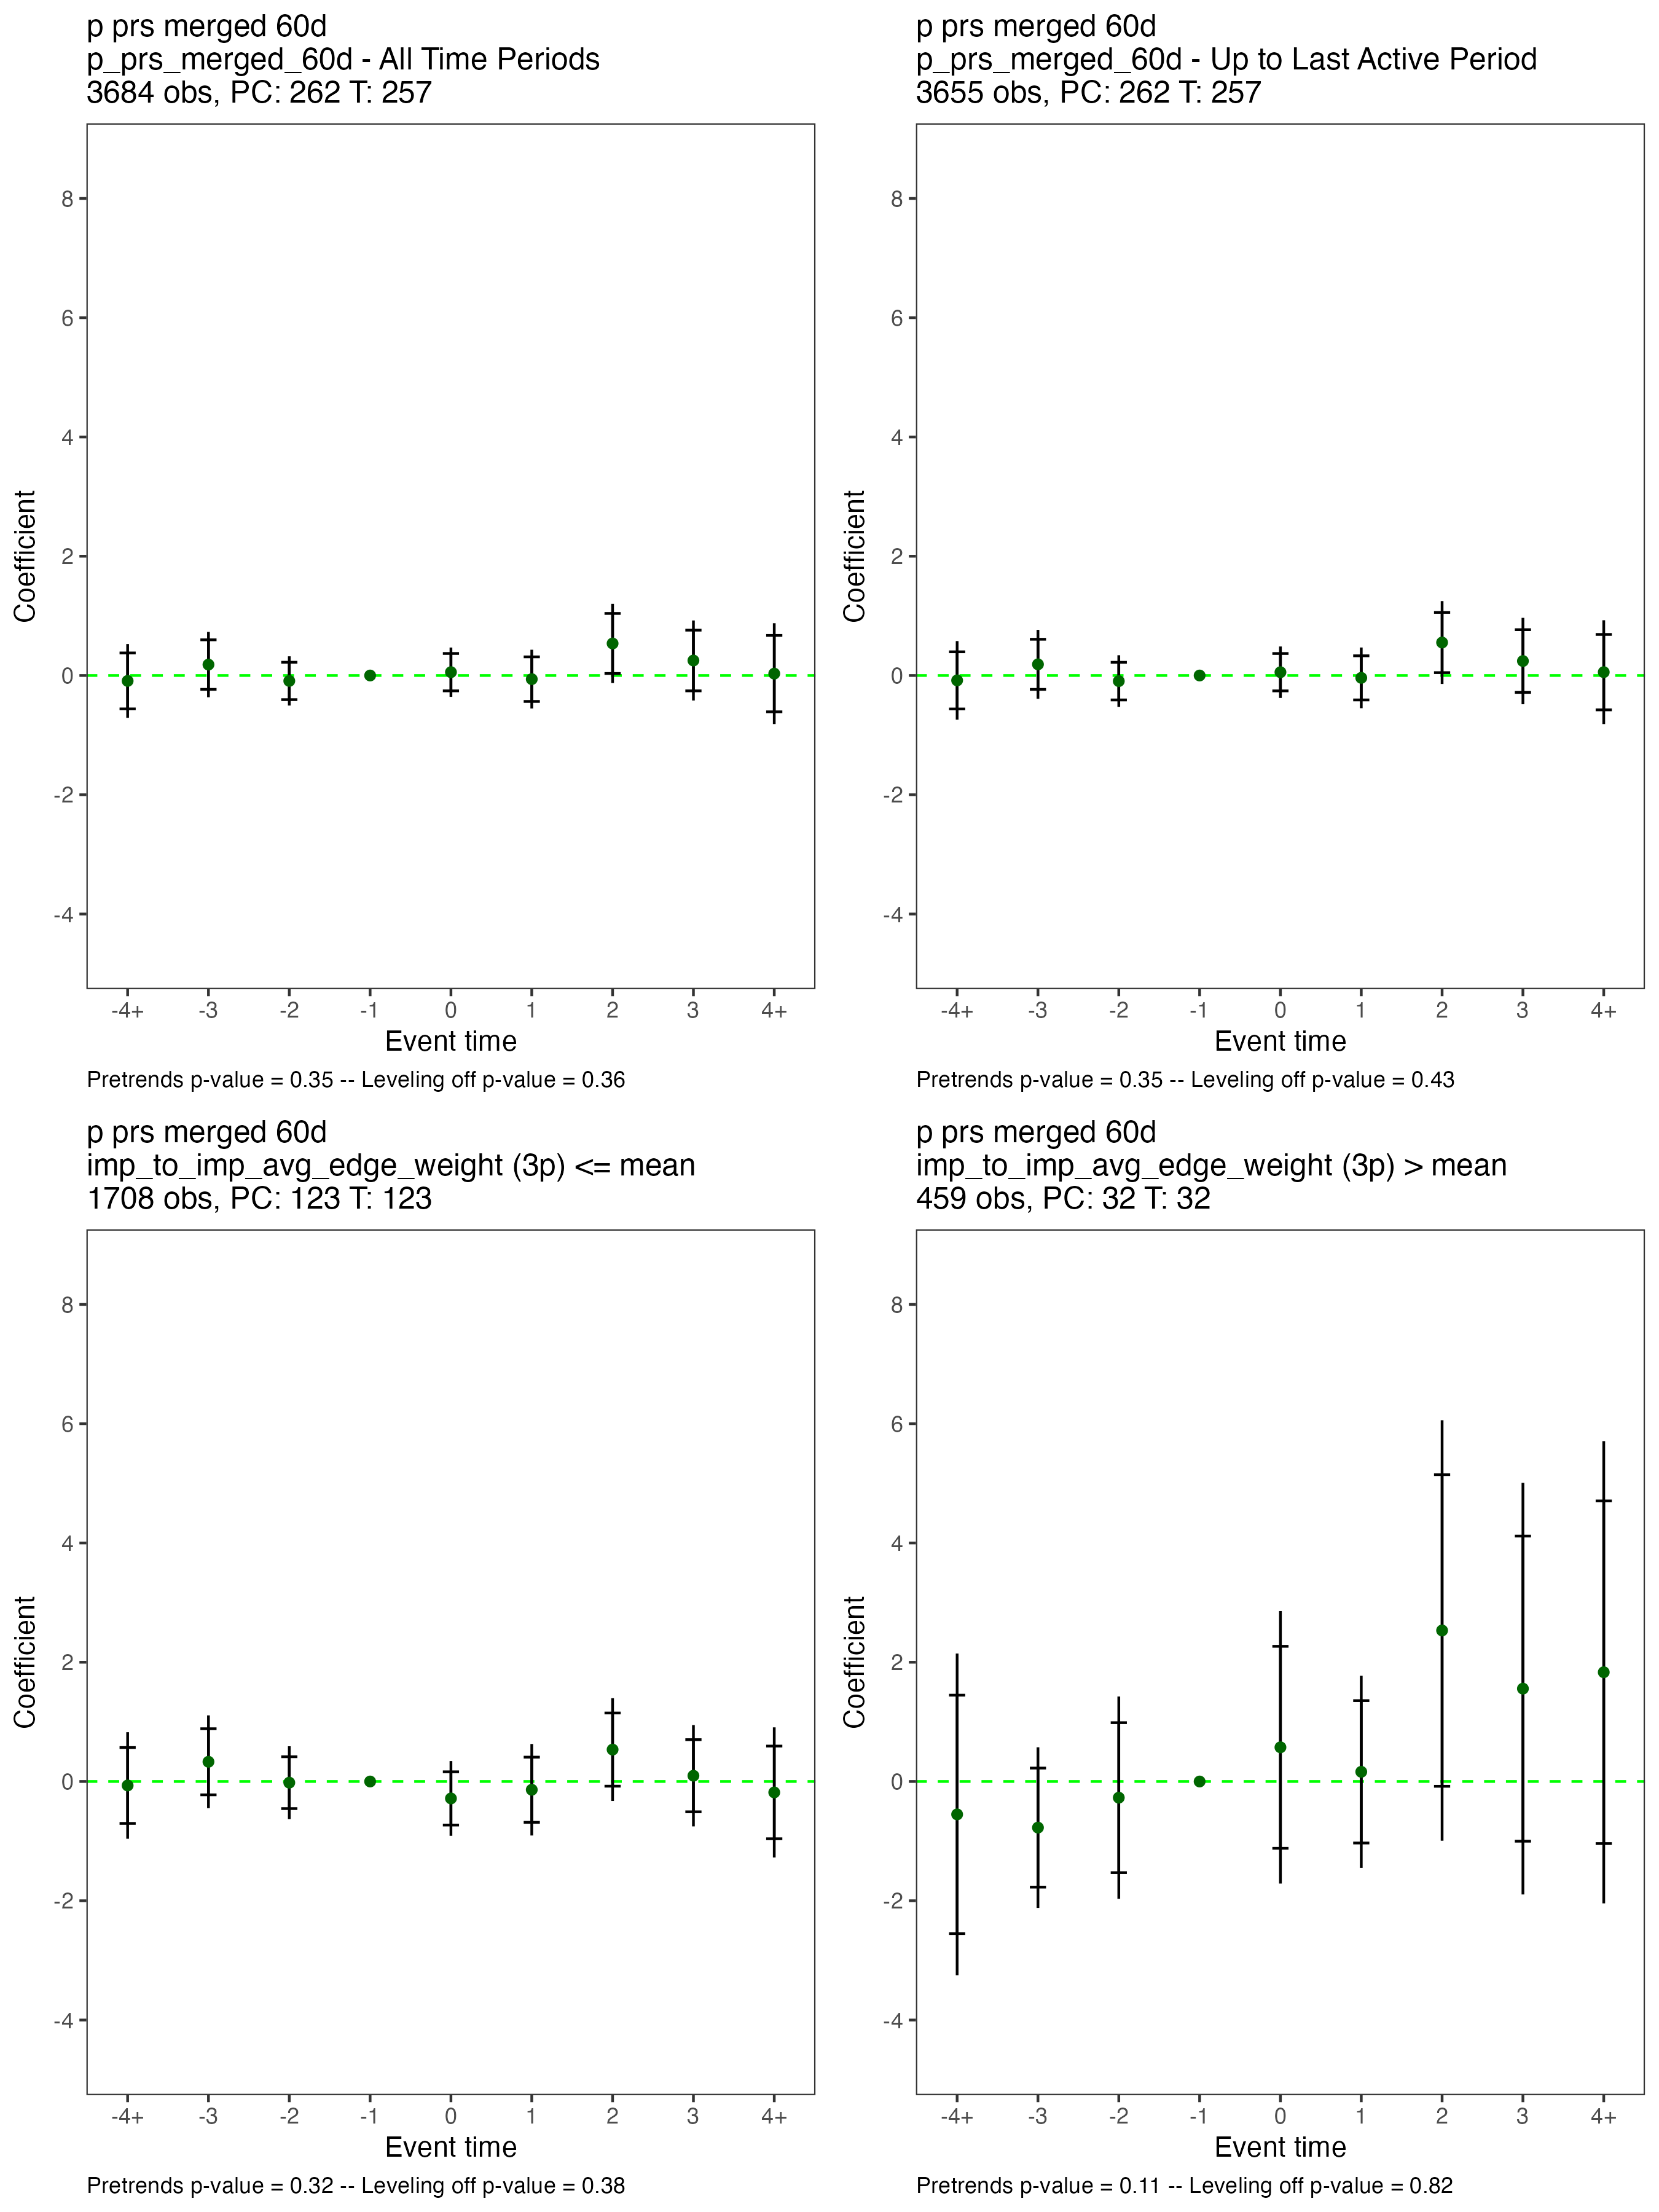 p prs merged 60d
p_prs_merged_60d - All Time Periods
3684 obs, PC: 262 T: 257
8
6
4
2
0
-2
-4
Coefficient
-4+ -3 -2 -1 0 1 2 3 4+
Event time
Pretrends p-value = 0.35 -- Leveling off p-value = 0.36
p prs merged 60d
p_prs_merged_60d - Up to Last Active Period
3655 obs, PC: 262 T: 257
8
6
4
2
0
-2
-4
Coefficient
-4+ -3 -2 -1 0 1 2 3 4+
Event time
Pretrends p-value = 0.35 -- Leveling off p-value = 0.43
p prs merged 60d
imp_to_imp_avg_edge_weight (3p) <= mean
1708 obs, PC: 123 T: 123
8
6
4
2
0
-2
-4
Coefficient
-4+ -3 -2 -1 0 1 2 3 4+
Event time
Pretrends p-value = 0.32 -- Leveling off p-value = 0.38
p prs merged 60d
imp_to_imp_avg_edge_weight (3p) > mean
459 obs, PC: 32 T: 32
8
6
4
2
0
-2
-4
Coefficient
-4+ -3 -2 -1 0 1 2 3 4+
Event time
Pretrends p-value = 0.11 -- Leveling off p-value = 0.82